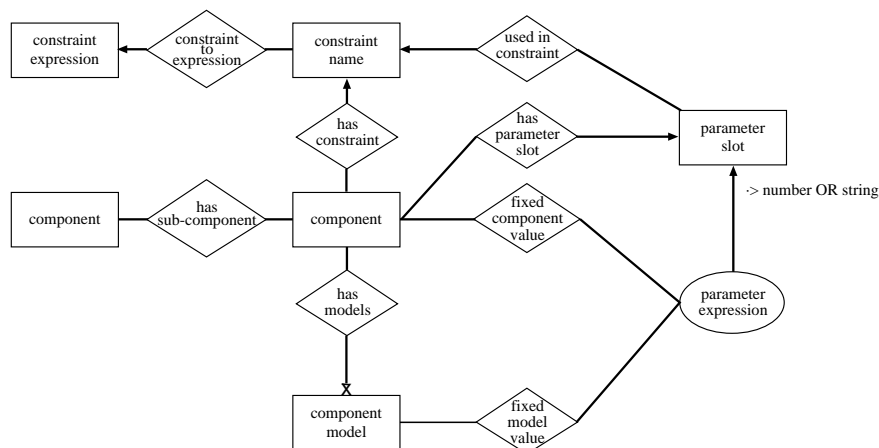 constraint
expression
constraint
to
expression
constraint
name
used in
constraint
has
constraint
has
parameter
slot
parameter
slot
-> number OR string
component
has
sub-component
component
fixed
component
value
has
models
parameter
expression
X
component
model
fixed
model
value